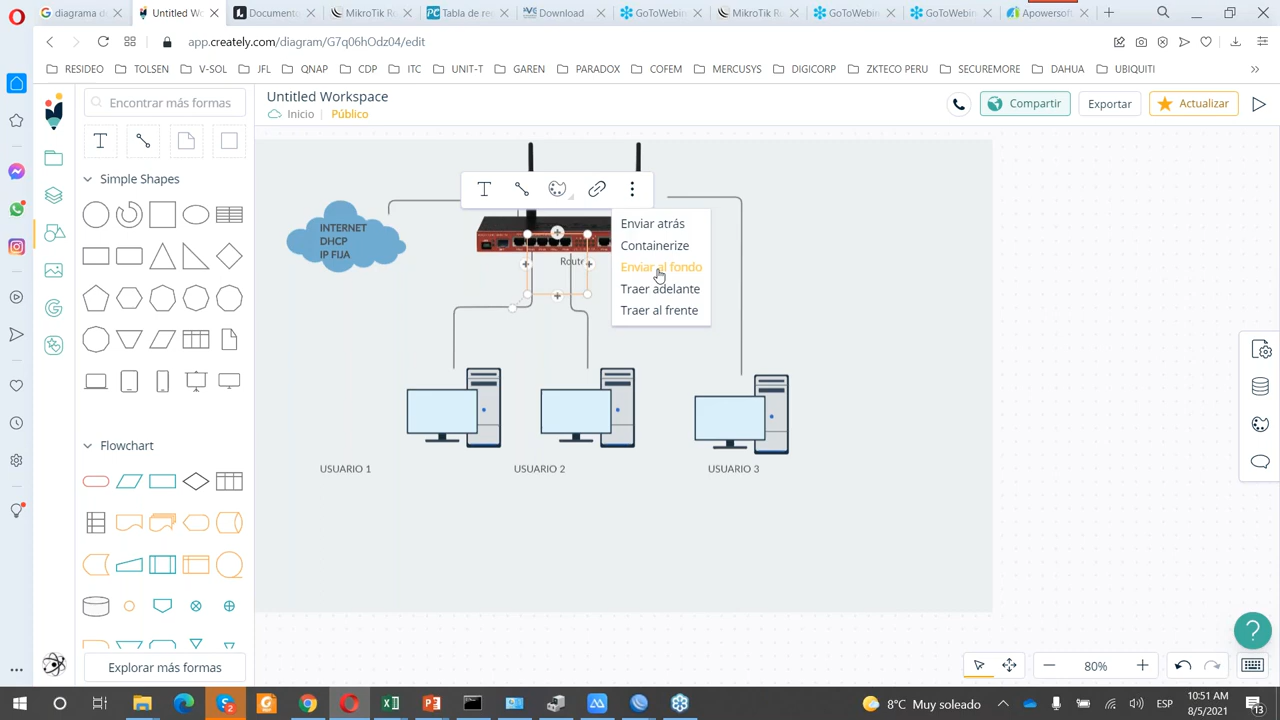 diagrama d
Untitled Wo
Document
MikroTik R
Tabla de re
Download
GoToWebin
MikroTik R
GoToWebin
GoToWebin
Apowersoft
app.creately.com/diagram/G7q06hOdz04/edit
RESIDEO
TOLSEN
V-SOL
JFL
QNAP
CDP
ITC
UNIT-T
GAREN
PARADOX
COFEM
MERCUSYS
DIGICORP
ZKTECO PERU
SECUREMORE
DAHUA
UBIQUITI
Encontrar más formas
Untitled Workspace
Inicio
Público
Compartir
Exportar
Actualizar
Simple Shapes
INTERNET
DHCP
IP FIJA
Enviar atrás
Containerize
Enviar al fondo
Traer adelante
Traer al frente
Route
USUARIO 1
USUARIO 2
USUARIO 3
Flowchart
Explorar más formas
80%
8°C Muy soleado
ESP
10:51 AM
8/5/2021
13